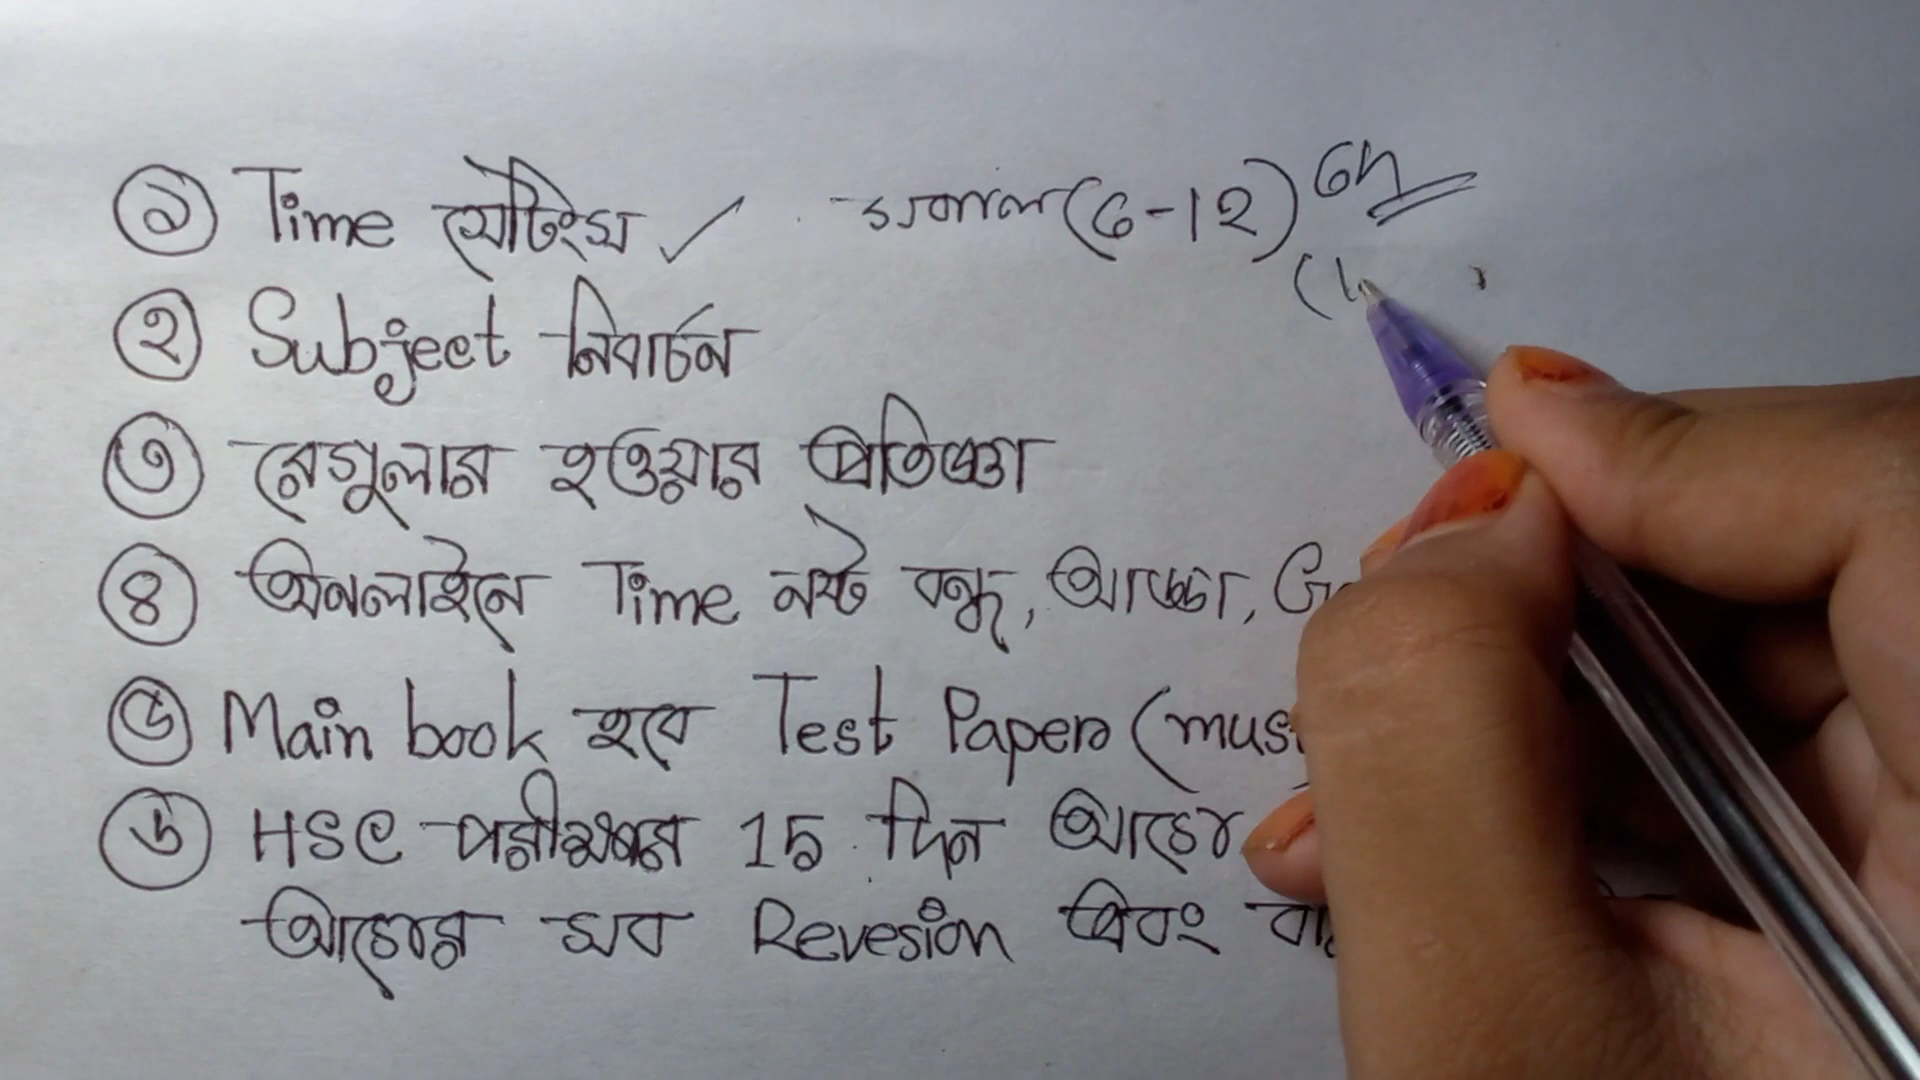 ১ Time সেটিংস ✓ সকাল (6-12) 6h
২ Subject নির্বাচন
৩ রেগুলার হওয়ার প্রতিজ্ঞা
৪ অনলাইনে Time নষ্ট বন্ধ, আড্ডা,
৫ Main book হবে Test Paper (must
৬ HSC পরীক্ষার 15 দিন আগে
আগের সব Revesion এবং